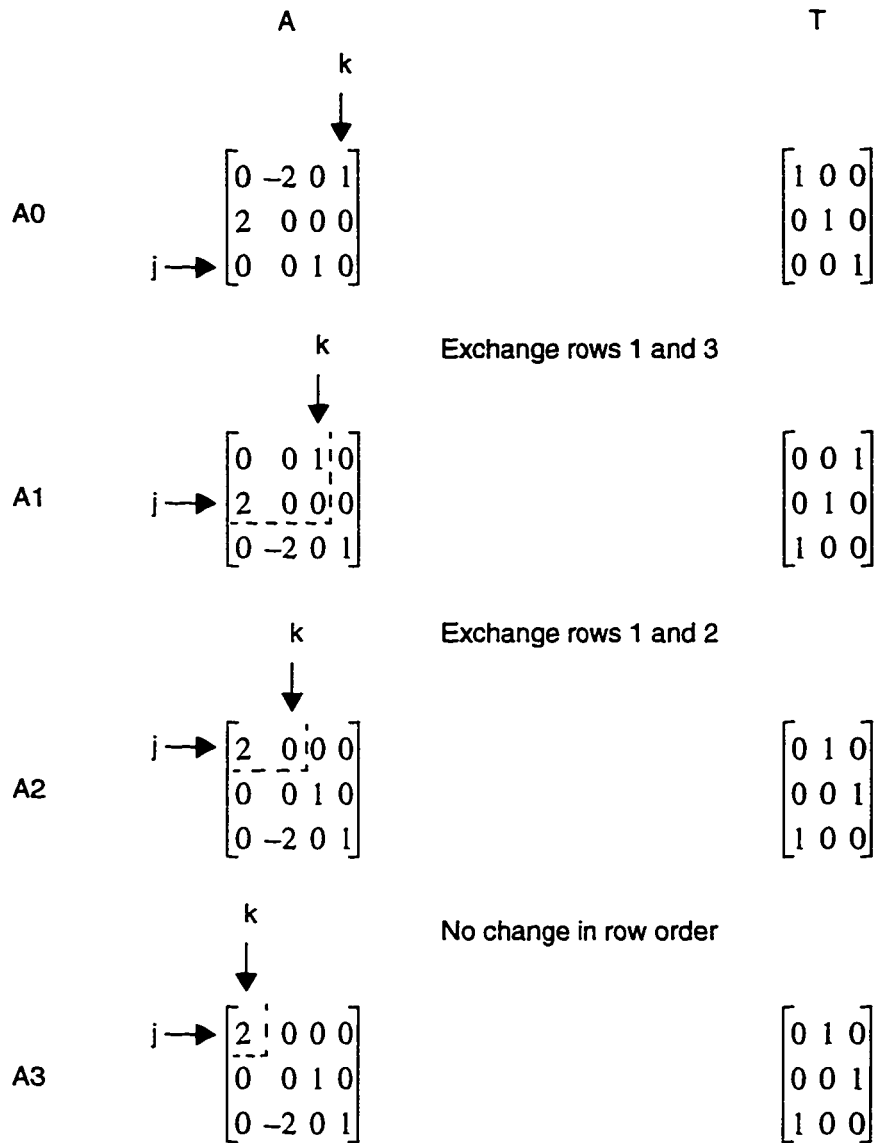 A T
k
0 -2 0 1 1 0 0
A0 2 0 0 0 0 1 0
j 0 0 1 0 0 0 1
k Exchange rows 1 and 3
0 0 1 0 0 0 1
A1 j 2 0 0 0 0 1 0
0 -2 0 1 1 0 0
k Exchange rows 1 and 2
j 2 0 0 0 0 1 0
A2 0 0 1 0 0 0 1
0 -2 0 1 1 0 0
k No change in row order
j 2 0 0 0 0 1 0
A3 0 0 1 0 0 0 1
0 -2 0 1 1 0 0